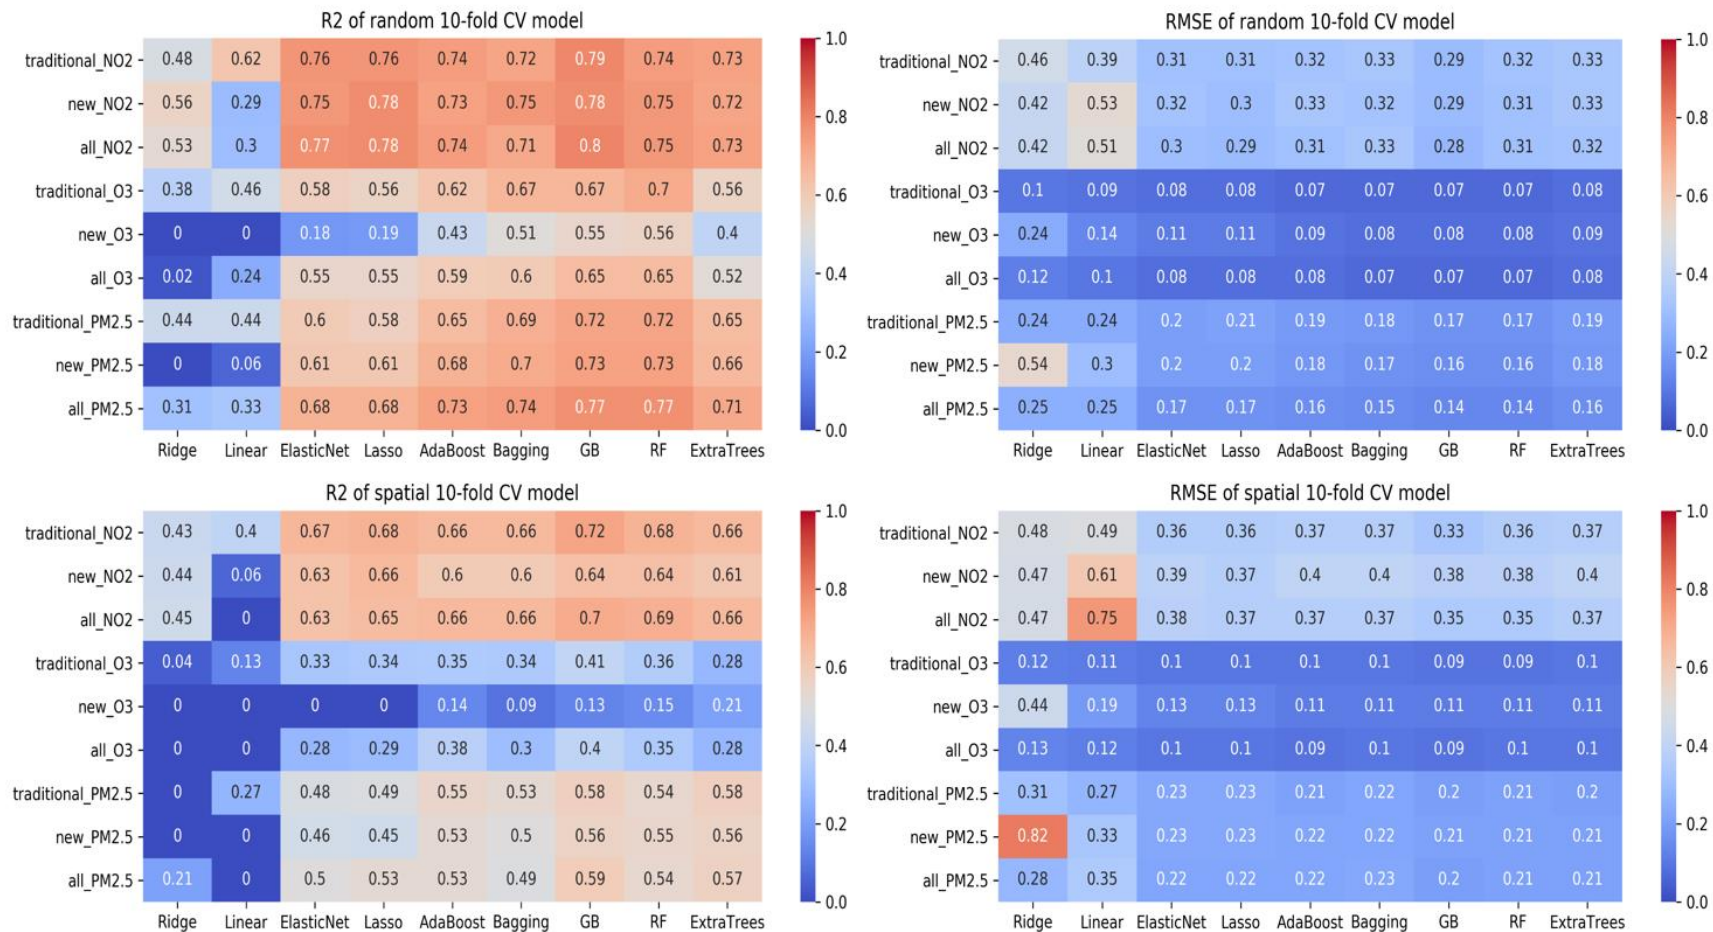 R2 of random 10-fold CV model
traditional_NO2 0.48 0.62 0.76 0.76 0.74 0.72 0.79 0.74 0.73
new_NO2 0.56 0.29 0.75 0.78 0.73 0.75 0.78 0.75 0.72
all_NO2 0.53 0.3 0.77 0.78 0.74 0.71 0.8 0.75 0.73
traditional_O3 0.38 0.46 0.58 0.56 0.62 0.67 0.67 0.7 0.56
new_O3 0 0 0.18 0.19 0.43 0.51 0.55 0.56 0.4
all_O3 0.02 0.24 0.55 0.55 0.59 0.6 0.65 0.65 0.52
traditional_PM2.5 0.44 0.44 0.6 0.58 0.65 0.69 0.72 0.72 0.65
new_PM2.5 0 0.06 0.61 0.61 0.68 0.7 0.73 0.73 0.66
all_PM2.5 0.31 0.33 0.68 0.68 0.73 0.74 0.77 0.77 0.71
Ridge Linear ElasticNet Lasso AdaBoost Bagging GB RF ExtraTrees
1.0
0.8
0.6
0.4
0.2
0.0
RMSE of random 10-fold CV model
traditional_NO2 0.46 0.39 0.31 0.31 0.32 0.33 0.29 0.32 0.33
new_NO2 0.42 0.53 0.32 0.3 0.33 0.32 0.29 0.31 0.33
all_NO2 0.42 0.51 0.3 0.29 0.31 0.33 0.28 0.31 0.32
traditional_O3 0.1 0.09 0.08 0.08 0.07 0.07 0.07 0.07 0.08
new_O3 0.24 0.14 0.11 0.11 0.09 0.08 0.08 0.08 0.09
all_O3 0.12 0.1 0.08 0.08 0.08 0.07 0.07 0.07 0.08
traditional_PM2.5 0.24 0.24 0.2 0.21 0.19 0.18 0.17 0.17 0.19
new_PM2.5 0.54 0.3 0.2 0.2 0.18 0.17 0.16 0.16 0.18
all_PM2.5 0.25 0.25 0.17 0.17 0.16 0.15 0.14 0.14 0.16
Ridge Linear ElasticNet Lasso AdaBoost Bagging GB RF ExtraTrees
1.0
0.8
0.6
0.4
0.2
0.0
R2 of spatial 10-fold CV model
traditional_NO2 0.43 0.4 0.67 0.68 0.66 0.66 0.72 0.68 0.66
new_NO2 0.44 0.06 0.63 0.66 0.6 0.6 0.64 0.64 0.61
all_NO2 0.45 0 0.63 0.65 0.66 0.66 0.7 0.69 0.66
traditional_O3 0.04 0.13 0.33 0.34 0.35 0.34 0.41 0.36 0.28
new_O3 0 0 0 0 0.14 0.09 0.13 0.15 0.21
all_O3 0 0 0.28 0.29 0.38 0.3 0.4 0.35 0.28
traditional_PM2.5 0 0.27 0.48 0.49 0.55 0.53 0.58 0.54 0.58
new_PM2.5 0 0 0.46 0.45 0.53 0.5 0.56 0.55 0.56
all_PM2.5 0.21 0 0.5 0.53 0.53 0.49 0.59 0.54 0.57
Ridge Linear ElasticNet Lasso AdaBoost Bagging GB RF ExtraTrees
1.0
0.8
0.6
0.4
0.2
0.0
RMSE of spatial 10-fold CV model
traditional_NO2 0.48 0.49 0.36 0.36 0.37 0.37 0.33 0.36 0.37
new_NO2 0.47 0.61 0.39 0.37 0.4 0.4 0.38 0.38 0.4
all_NO2 0.47 0.75 0.38 0.37 0.37 0.37 0.35 0.35 0.37
traditional_O3 0.12 0.11 0.1 0.1 0.1 0.1 0.09 0.09 0.1
new_O3 0.44 0.19 0.13 0.13 0.11 0.11 0.11 0.11 0.11
all_O3 0.13 0.12 0.1 0.1 0.09 0.1 0.09 0.1 0.1
traditional_PM2.5 0.31 0.27 0.23 0.23 0.21 0.22 0.2 0.21 0.2
new_PM2.5 0.82 0.33 0.23 0.23 0.22 0.22 0.21 0.21 0.21
all_PM2.5 0.28 0.35 0.22 0.22 0.22 0.23 0.2 0.21 0.21
Ridge Linear ElasticNet Lasso AdaBoost Bagging GB RF ExtraTrees
1.0
0.8
0.6
0.4
0.2
0.0